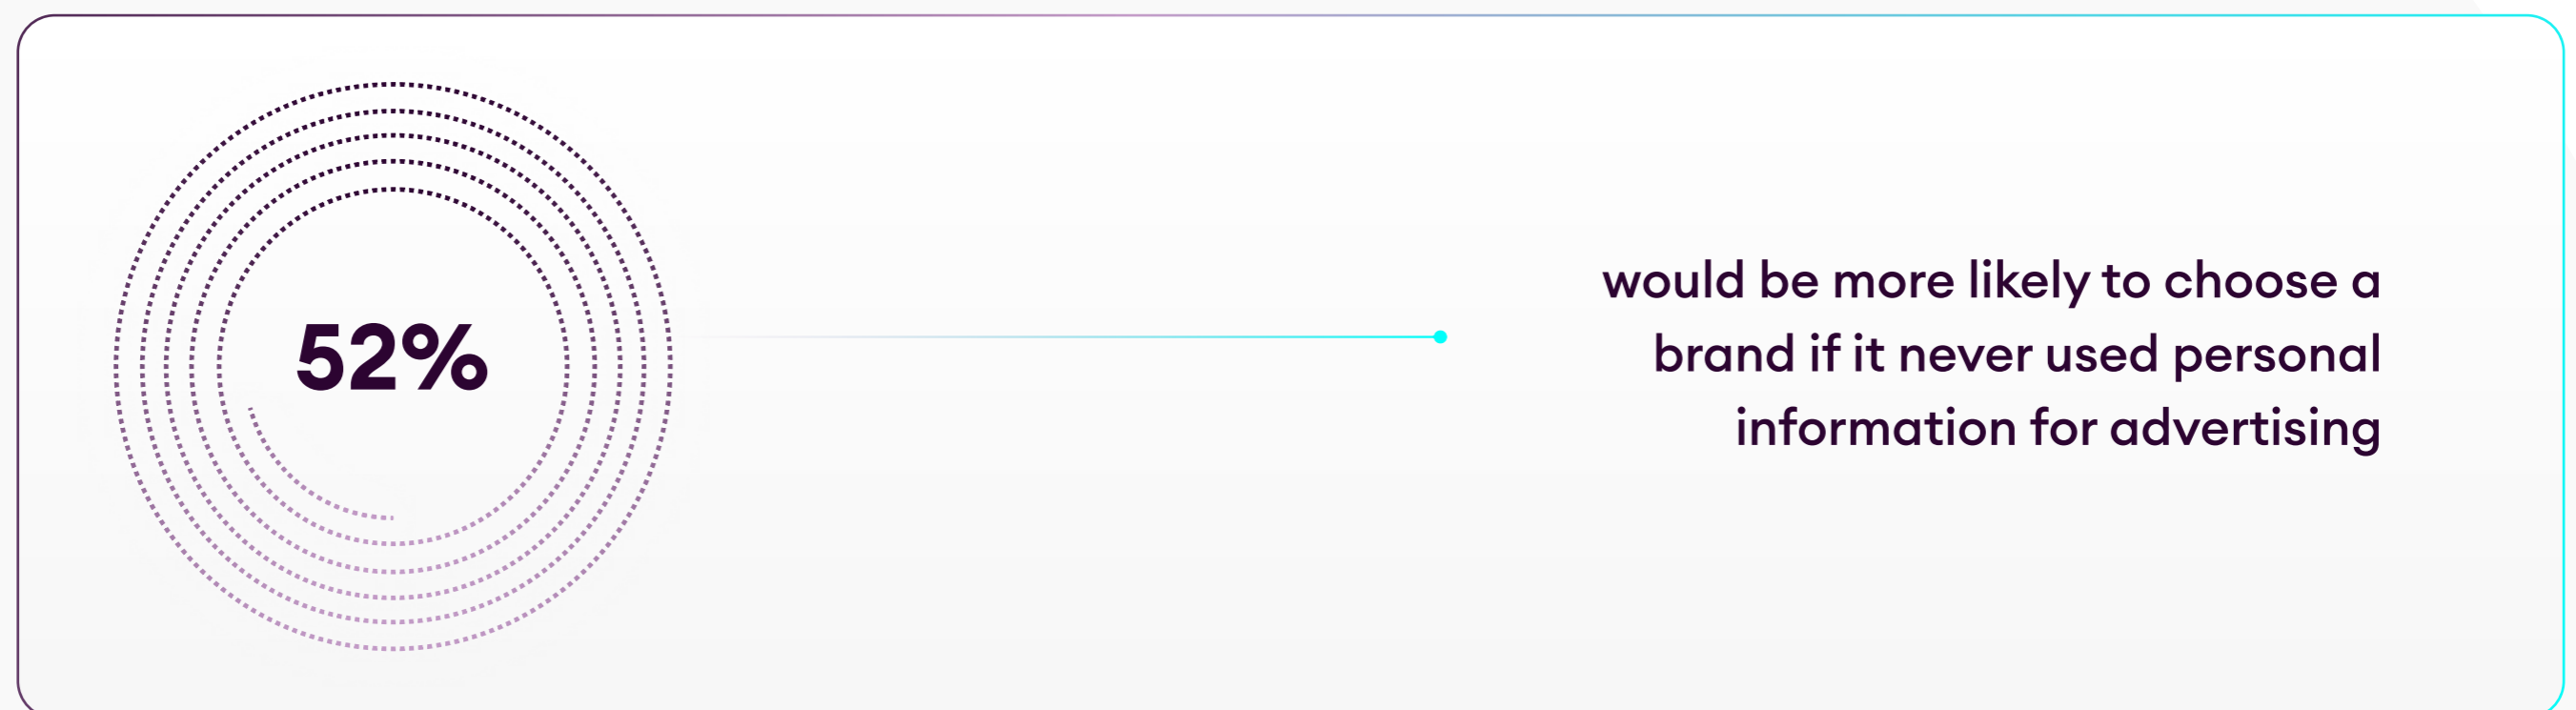 52%
would be more likely to choose a
brand if it never used personal
information for advertising